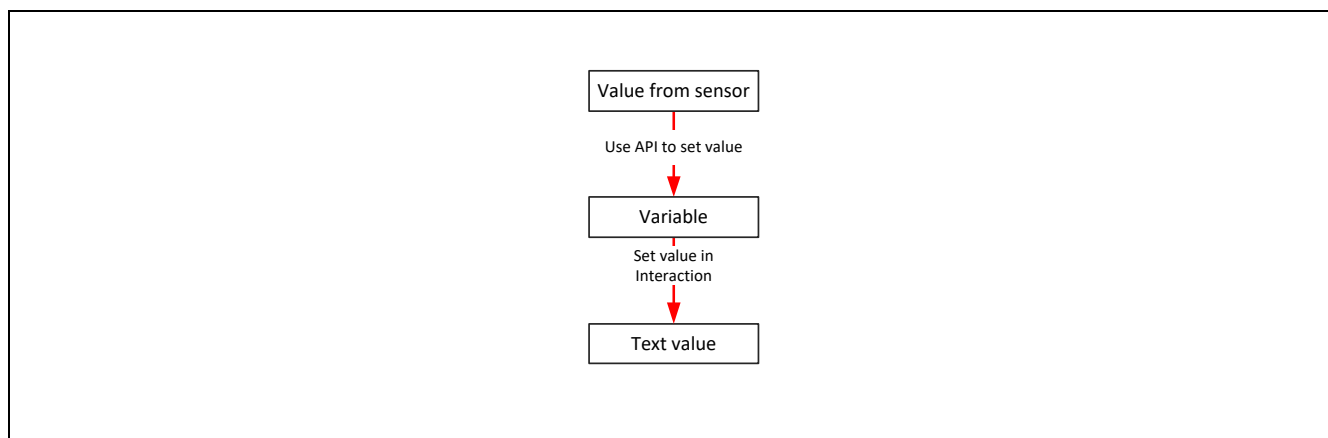 Value from sensor
Use API to set value
Variable
Set value in
Interaction
Text value